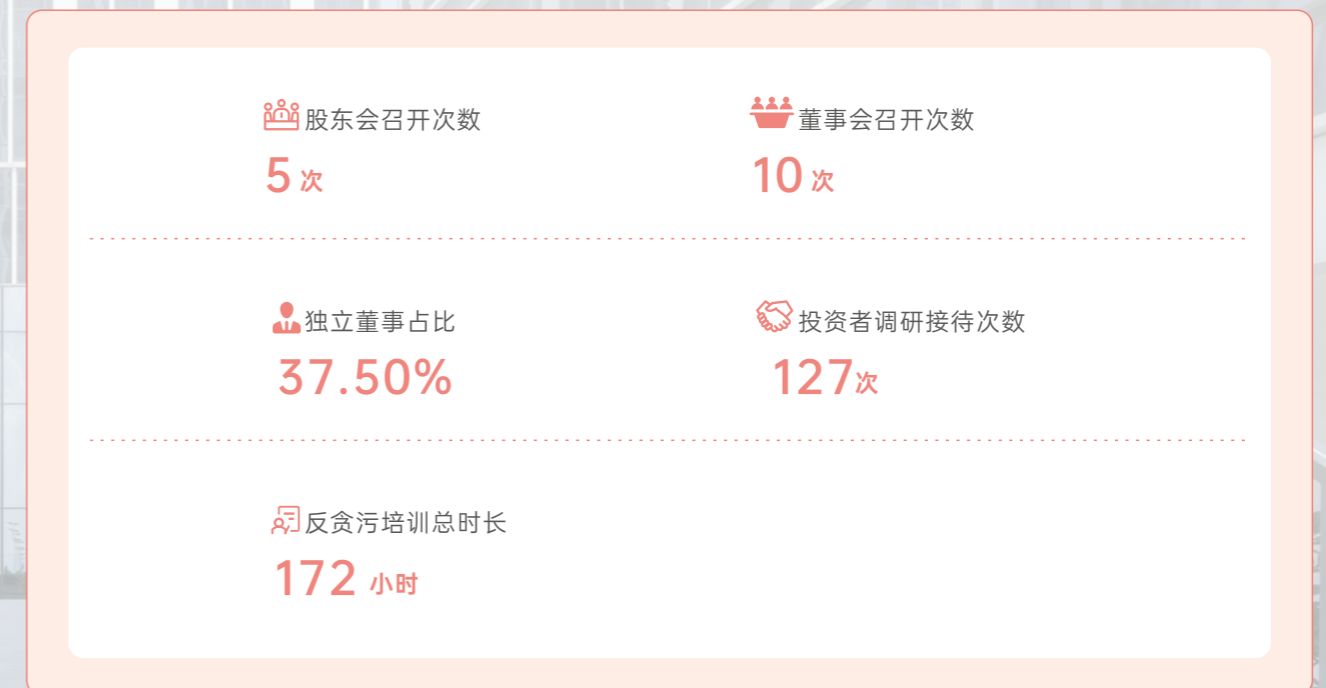 股东会召开次数
董事会召开次数
5 次
10 次
独立董事占比
投资者调研接待次数
37.50%
127次
反贪污培训总时长
172 小时